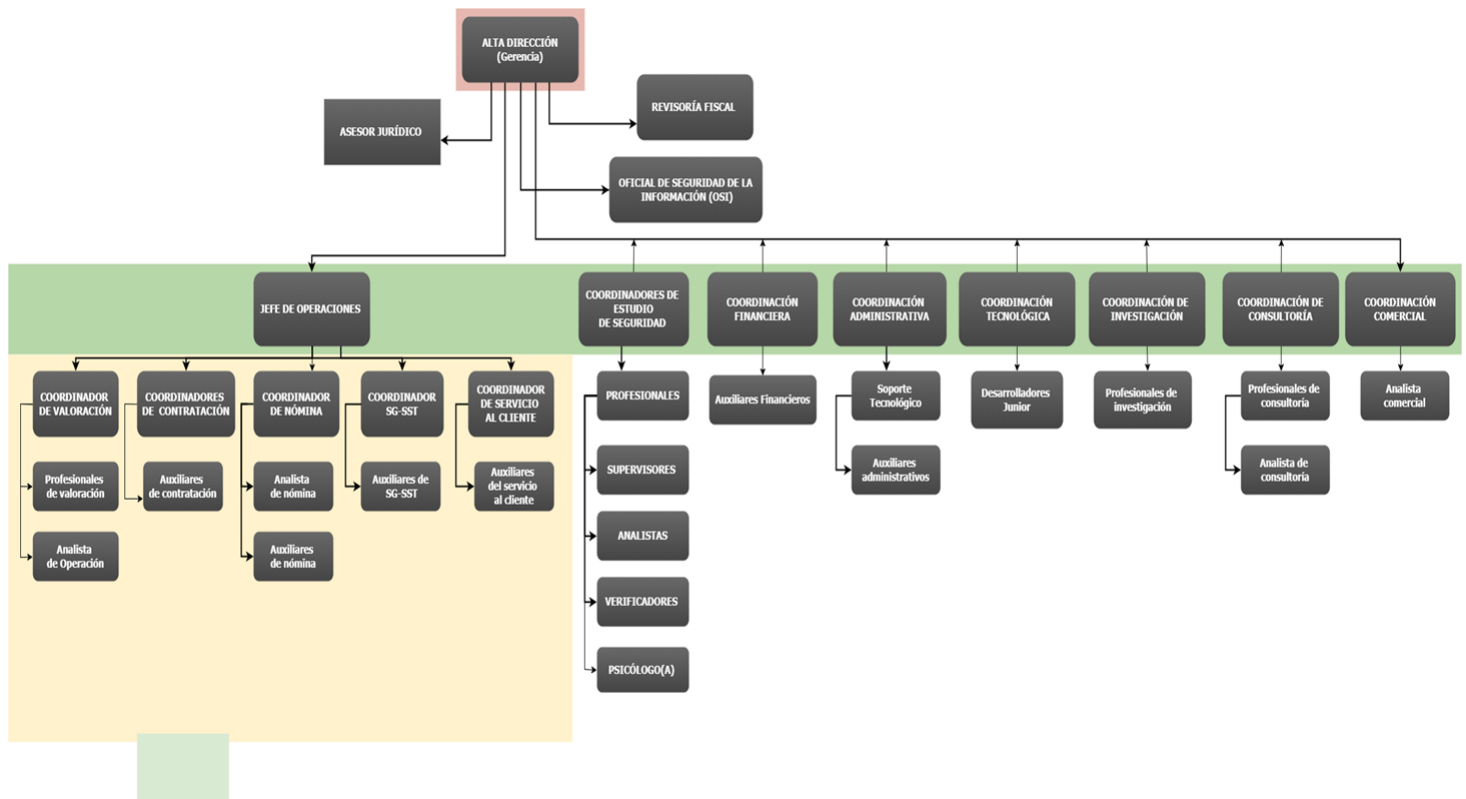 ALTA DIRECCIÓN
(Gerencia)
REVISORÍA FISCAL
ASESOR JURÍDICO
OFICIAL DE SEGURIDAD DE LA
INFORMACIÓN (OSI)
JEFE DE OPERACIONES
COORDINADORES DE
ESTUDIO
DE SEGURIDAD
COORDINACIÓN
FINANCIERA
COORDINACIÓN
ADMINISTRATIVA
COORDINACIÓN
TECNOLÓGICA
COORDINACIÓN DE
INVESTIGACIÓN
COORDINACIÓN DE
CONSULTORÍA
COORDINACIÓN
COMERCIAL
COORDINADOR
DE VALORACIÓN
COORDINADORES
DE CONTRATACIÓN
COORDINADOR
DE NÓMINA
COORDINADOR
SG-SST
COORDINADOR
DE SERVICIO
AL CLIENTE
PROFESIONALES
Auxiliares Financieros
Soporte
Tecnológico
Desarrolladores
Junior
Profesionales de
investigación
Profesionales de
consultoría
Analista
comercial
Profesionales
de valoración
Auxiliares
de contratación
Analista
de nómina
Auxiliares de
SG-SST
Auxiliares
del servicio
al cliente
SUPERVISORES
Auxiliares
administrativos
Analista de
consultoría
Analista
de Operación
Auxiliares
de nómina
ANALISTAS
VERIFICADORES
PSICÓLOGO(A)